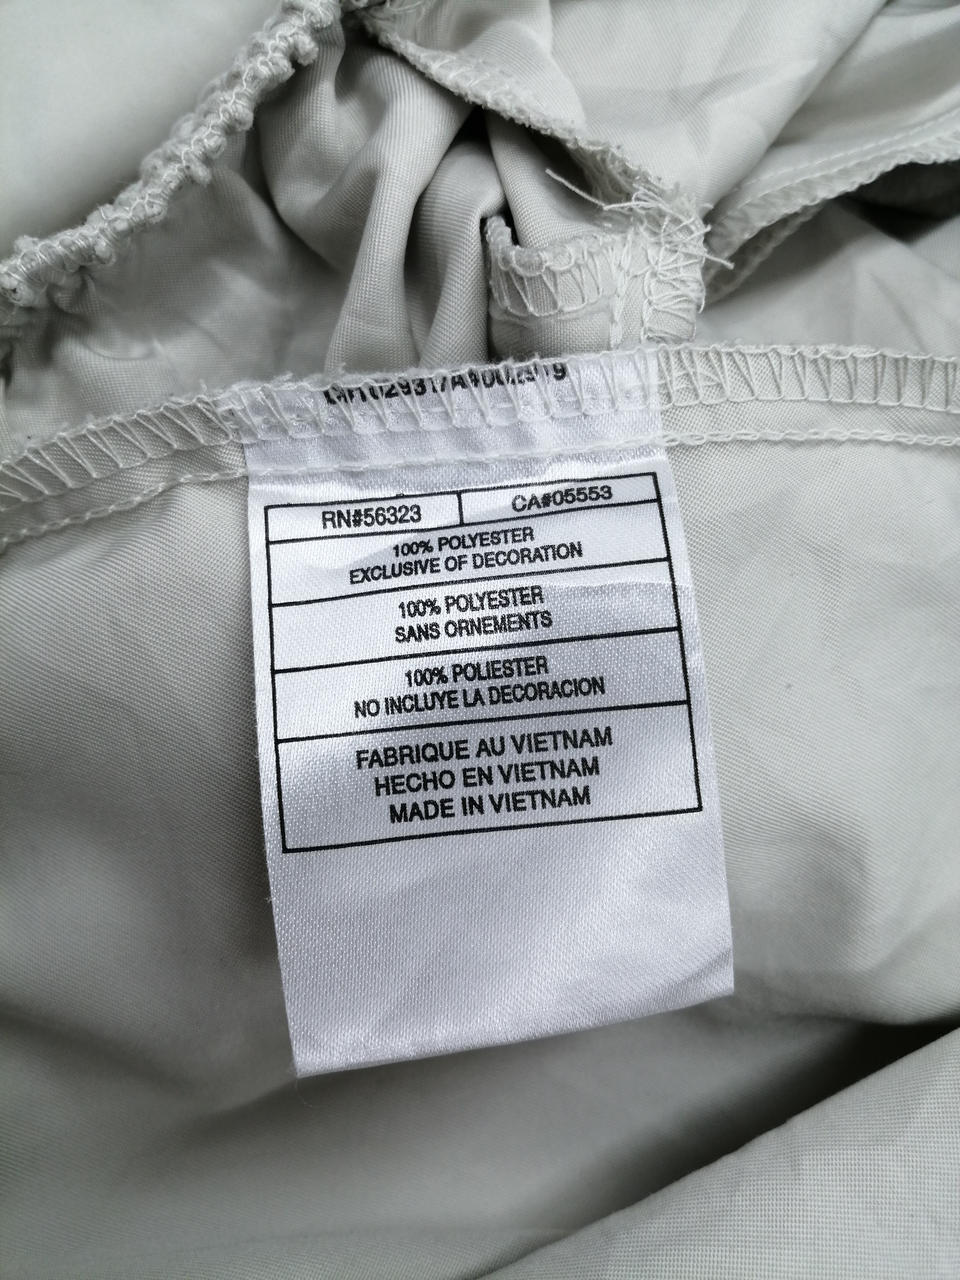 RN#56323 CA#05553
100% POLYESTER
EXCLUSIVE OF DECORATION
100% POLYESTER
SANS ORNEMENTS
100% POLIESTER
NO INCLUYE LA DECORACION
FABRIQUE AU VIETNAM
HECHO EN VIETNAM
MADE IN VIETNAM